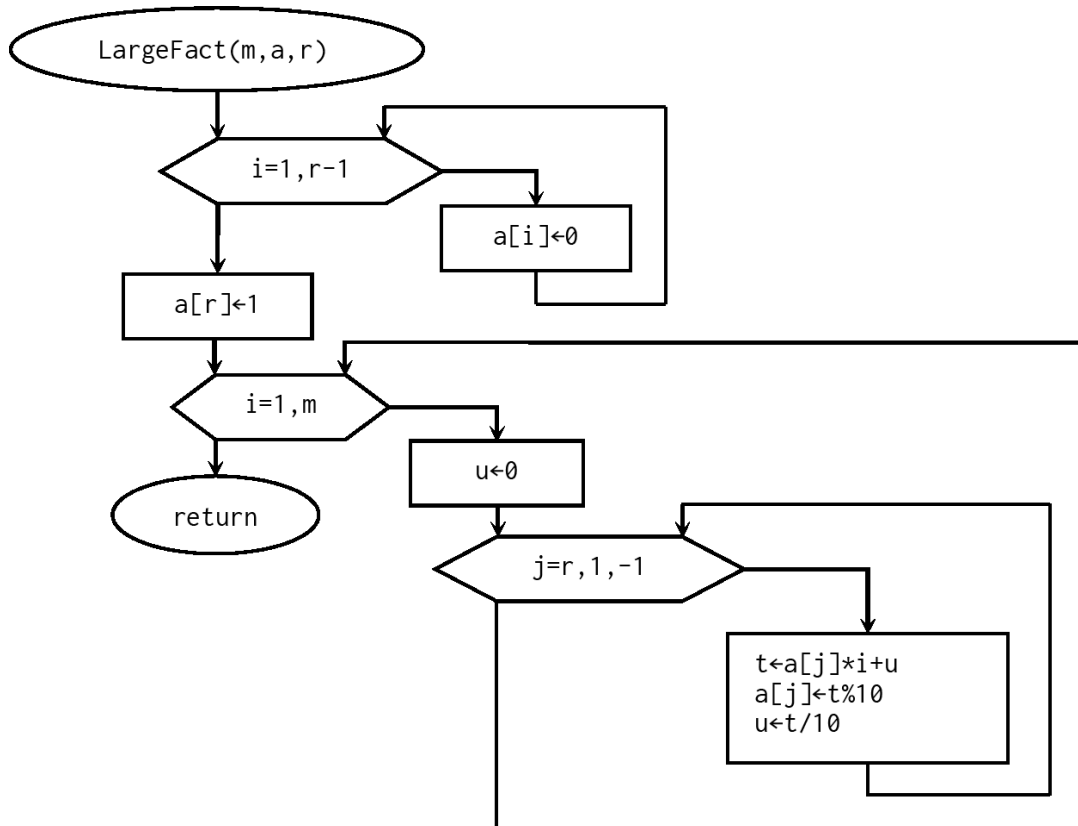 LargeFact(m,a,r)
i=1,r-1
a[i]←0
a[r]←1
i=1,m
u←0
return
j=r,1,-1
t←a[j]*i+u
a[j]←t%10
u←t/10